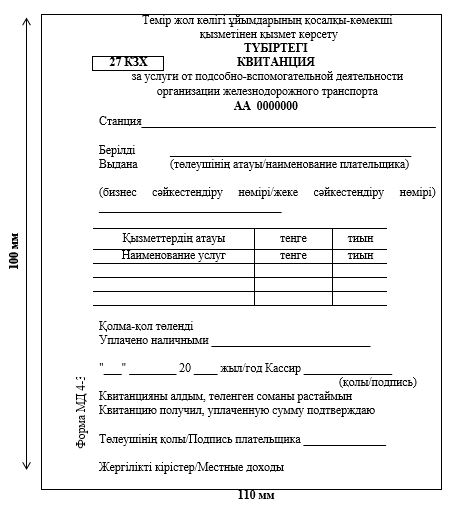 Темір жол көлігі ұйымдарының қосалқы-көмекші
қызметінен қызмет көрсету
ТҮБІРТЕГІ
27 КЗХ КВИТАНЦИЯ
за услуги от подсобно-вспомогательной деятельности
организации железнодорожного транспорта
АА 0000000
Станция
Берілді
Выдана (төлеушінің атауы/наименование плательщика)
(бизнес сәйкестендіру нөмірі/жеке сәйкестендіру нөмірі)
Қызметтердің атауы теңге тиын
Наименование услуг тенге тиын
Қолма-қол төленді
Уплачено наличными
"___" ________ 20 ____ жыл/год Кассир ______________
(қолы/подпись)
Квитанцияны алдым, төленген соманы растаймын
Квитанцию получил, уплаченную сумму подтверждаю
Төлеушінің қолы/Подпись плательщика ______________
Жергілікті кірістер/Местные доходы
Форма МД 4-3
100 мм
110 мм